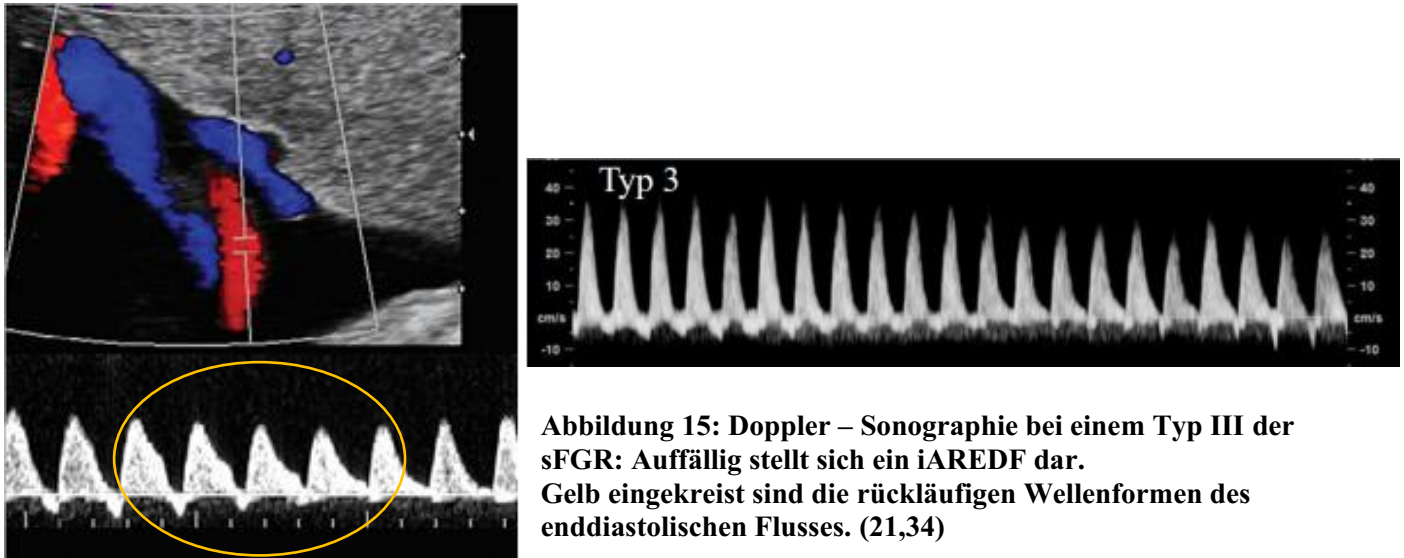 Typ 3
40
30
20
10
cm/s
-10
40
30
20
10
cm/s
-10
Abbildung 15: Doppler – Sonographie bei einem Typ III der
sFGR: Auffällig stellt sich ein iAREDF dar.
Gelb eingekreist sind die rückläufigen Wellenformen des
enddiastolischen Flusses. (21,34)